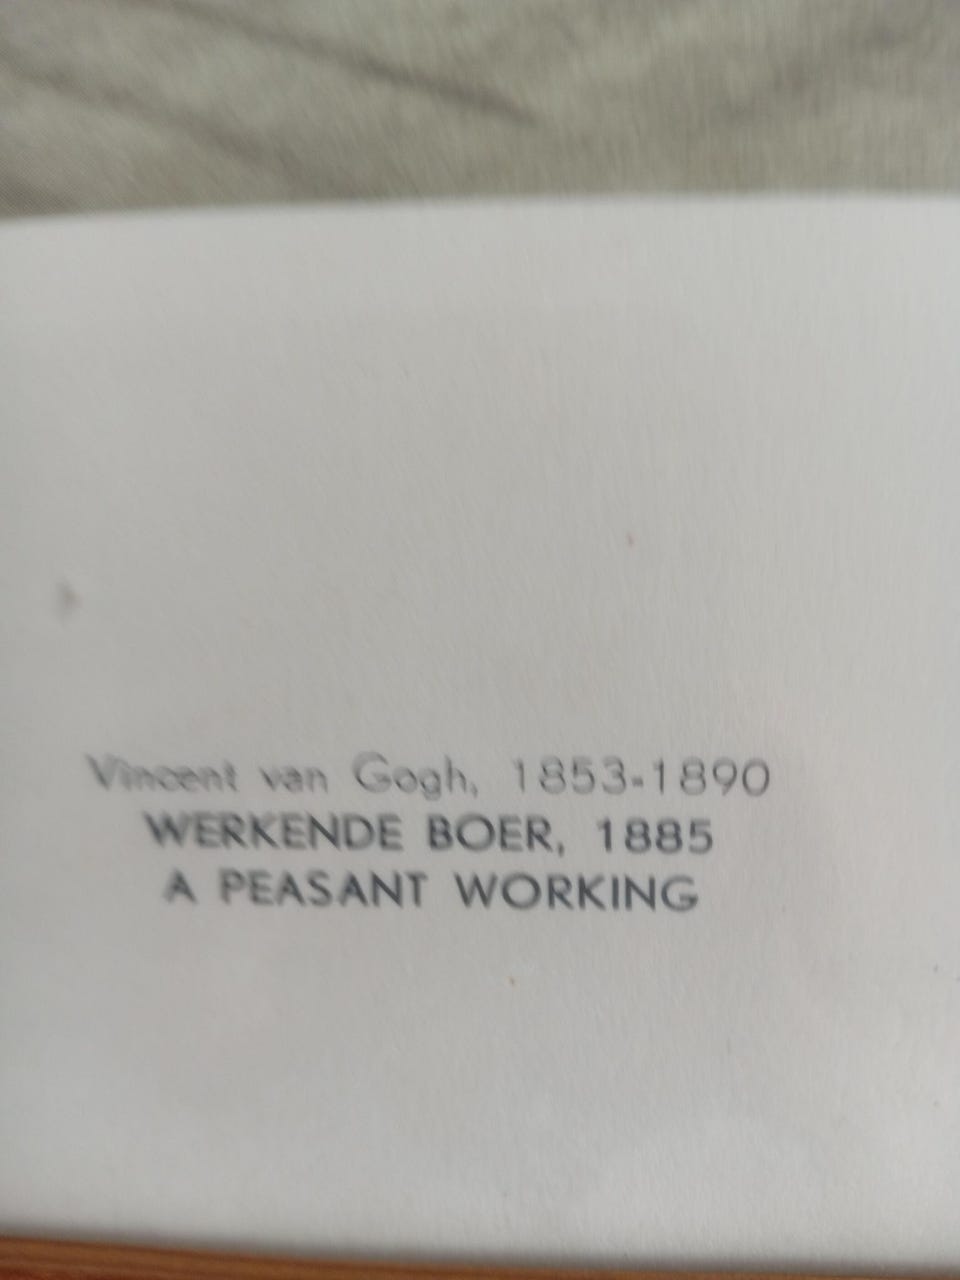 Vincent van Gogh, 1853-1890
WERKENDE BOER, 1885
A PEASANT WORKING